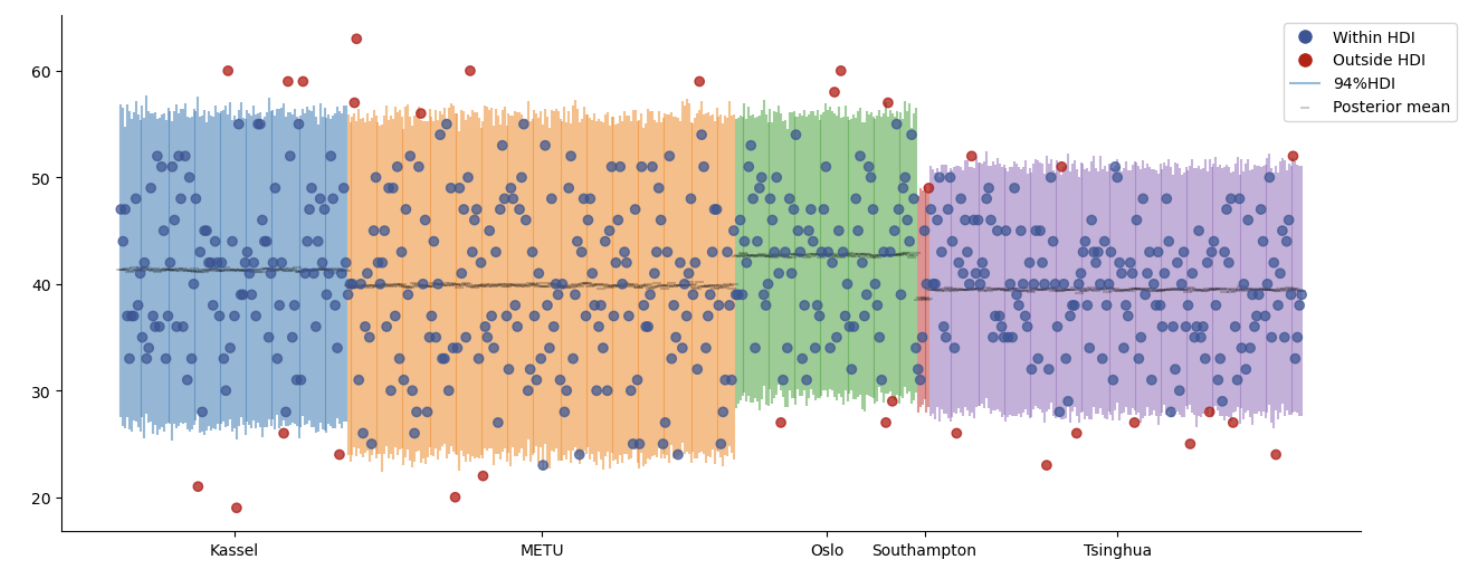 60
50
40
30
20
Kassel
METU
Oslo
Southampton
Tsinghua
Within HDI
Outside HDI
94%HDI
Posterior mean